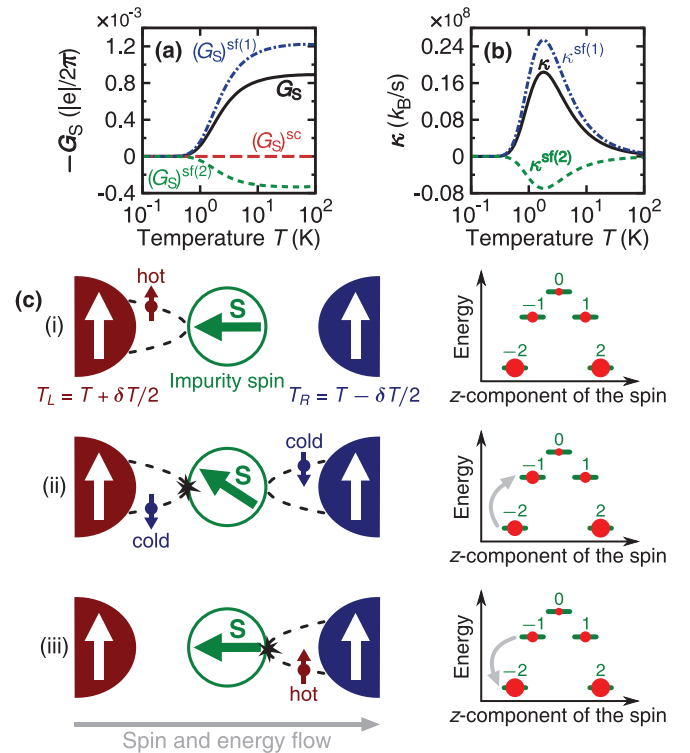 ×10⁻³
(a)
−G_S (|e|/2π)
1.2
0.8
0.4
0
−0.4
(G_S)^sf(1)
G_S
(G_S)^sc
(G_S)^sf(2)
10⁻¹ 10⁰ 10¹ 10²
Temperature T (K)
×10⁸
(b)
κ (k_B/s)
0.24
0.16
0.08
0
−0.08
κ^sf(1)
κ
κ^sf(2)
10⁻¹ 10⁰ 10¹ 10²
Temperature T (K)
(c)
(i)
hot
S
Impurity spin
T_L = T + δT/2
T_R = T − δT/2
Energy
0
−1 1
−2 2
z-component of the spin
(ii)
cold
S
cold
Energy
0
−1 1
−2 2
z-component of the spin
(iii)
S
hot
Energy
0
−1 1
−2 2
z-component of the spin
Spin and energy flow